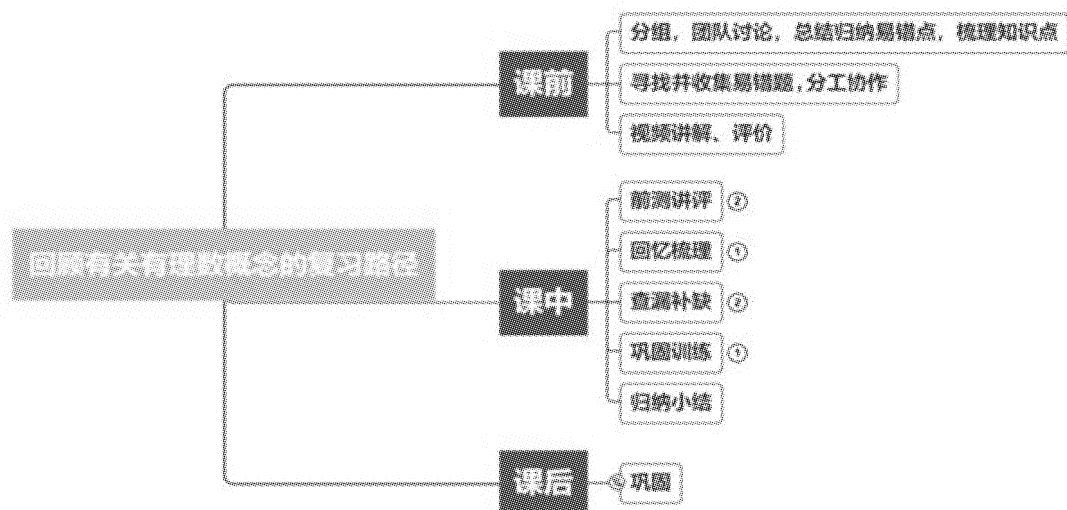 课前
分组，团队讨论，总结归纳易错点，梳理知识点
寻找并收集易错题,分工协作
视频讲解、评价
回顾有关有理数概念的复习路径
课中
前测讲评 2
回忆梳理 1
查漏补缺 2
巩固训练 1
归纳小结
课后
巩固